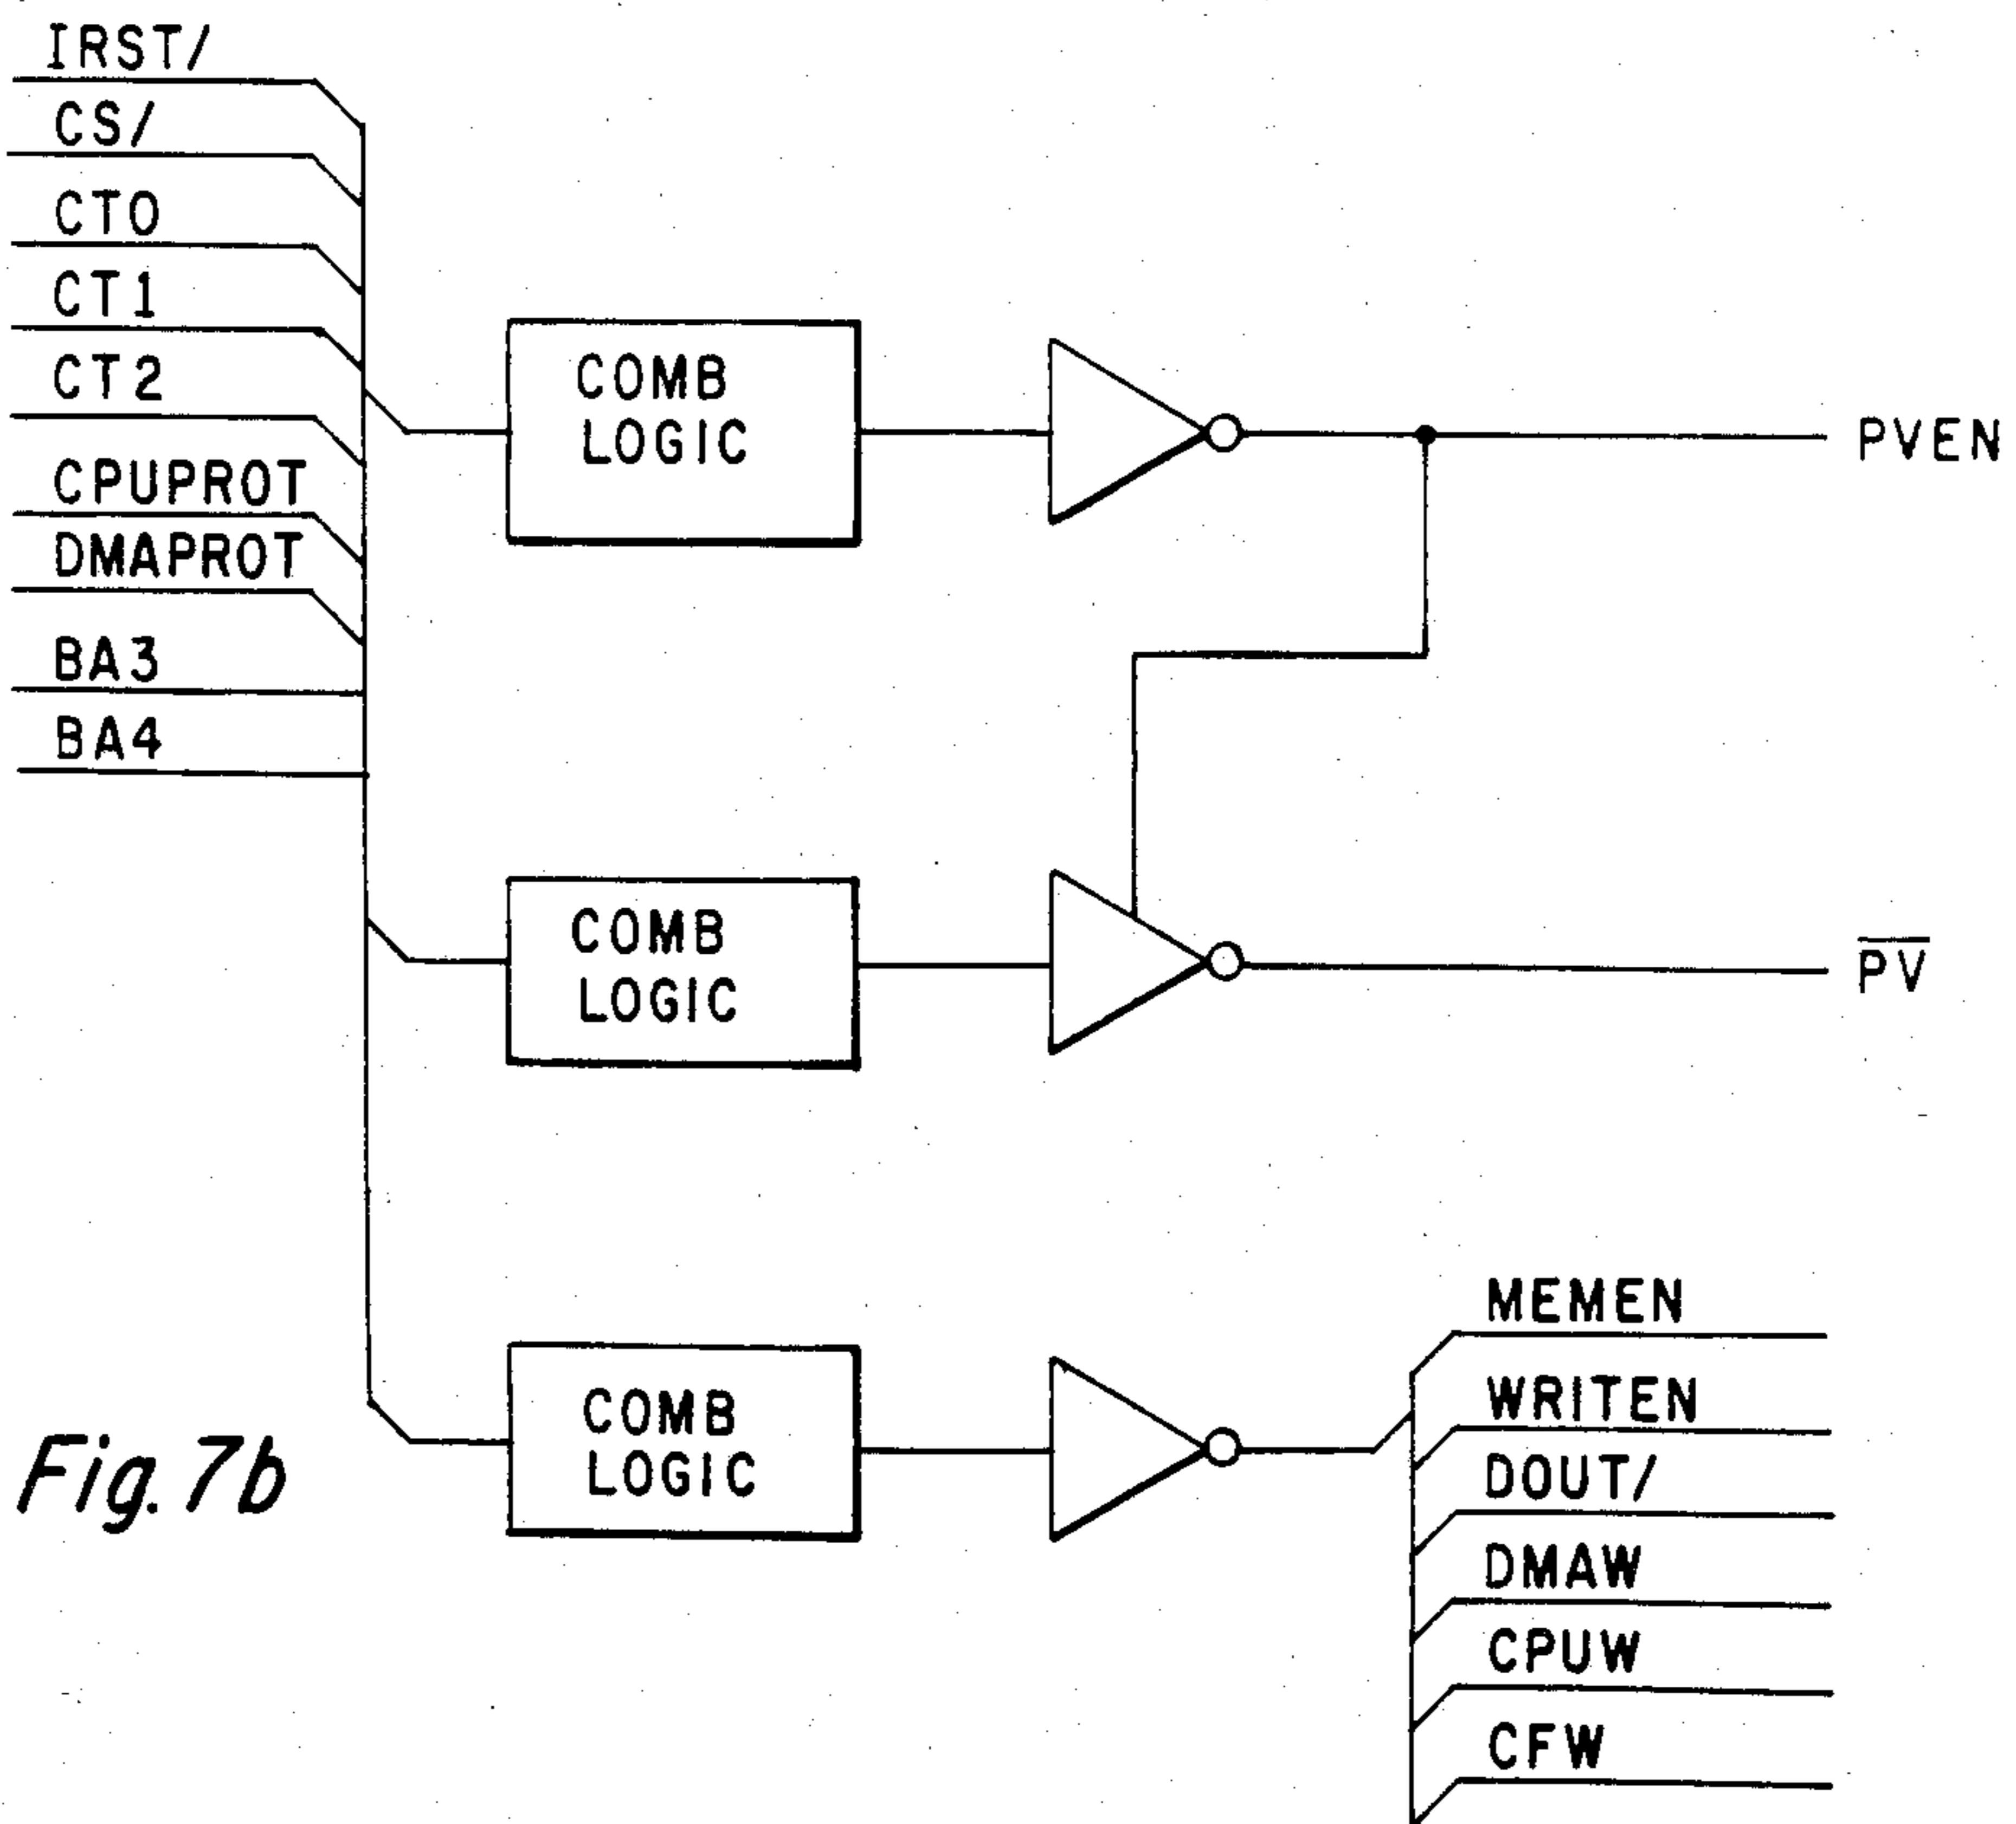 IRST/
CS/
CT0
CT1
CT2
CPUPROT
DMAPROT
BA3
BA4
COMB
LOGIC
PVEN
COMB
LOGIC
P̅V̅
COMB
LOGIC
MEMEN
WRITEN
DOUT/
DMAW
CPUW
CFW
Fig. 7b